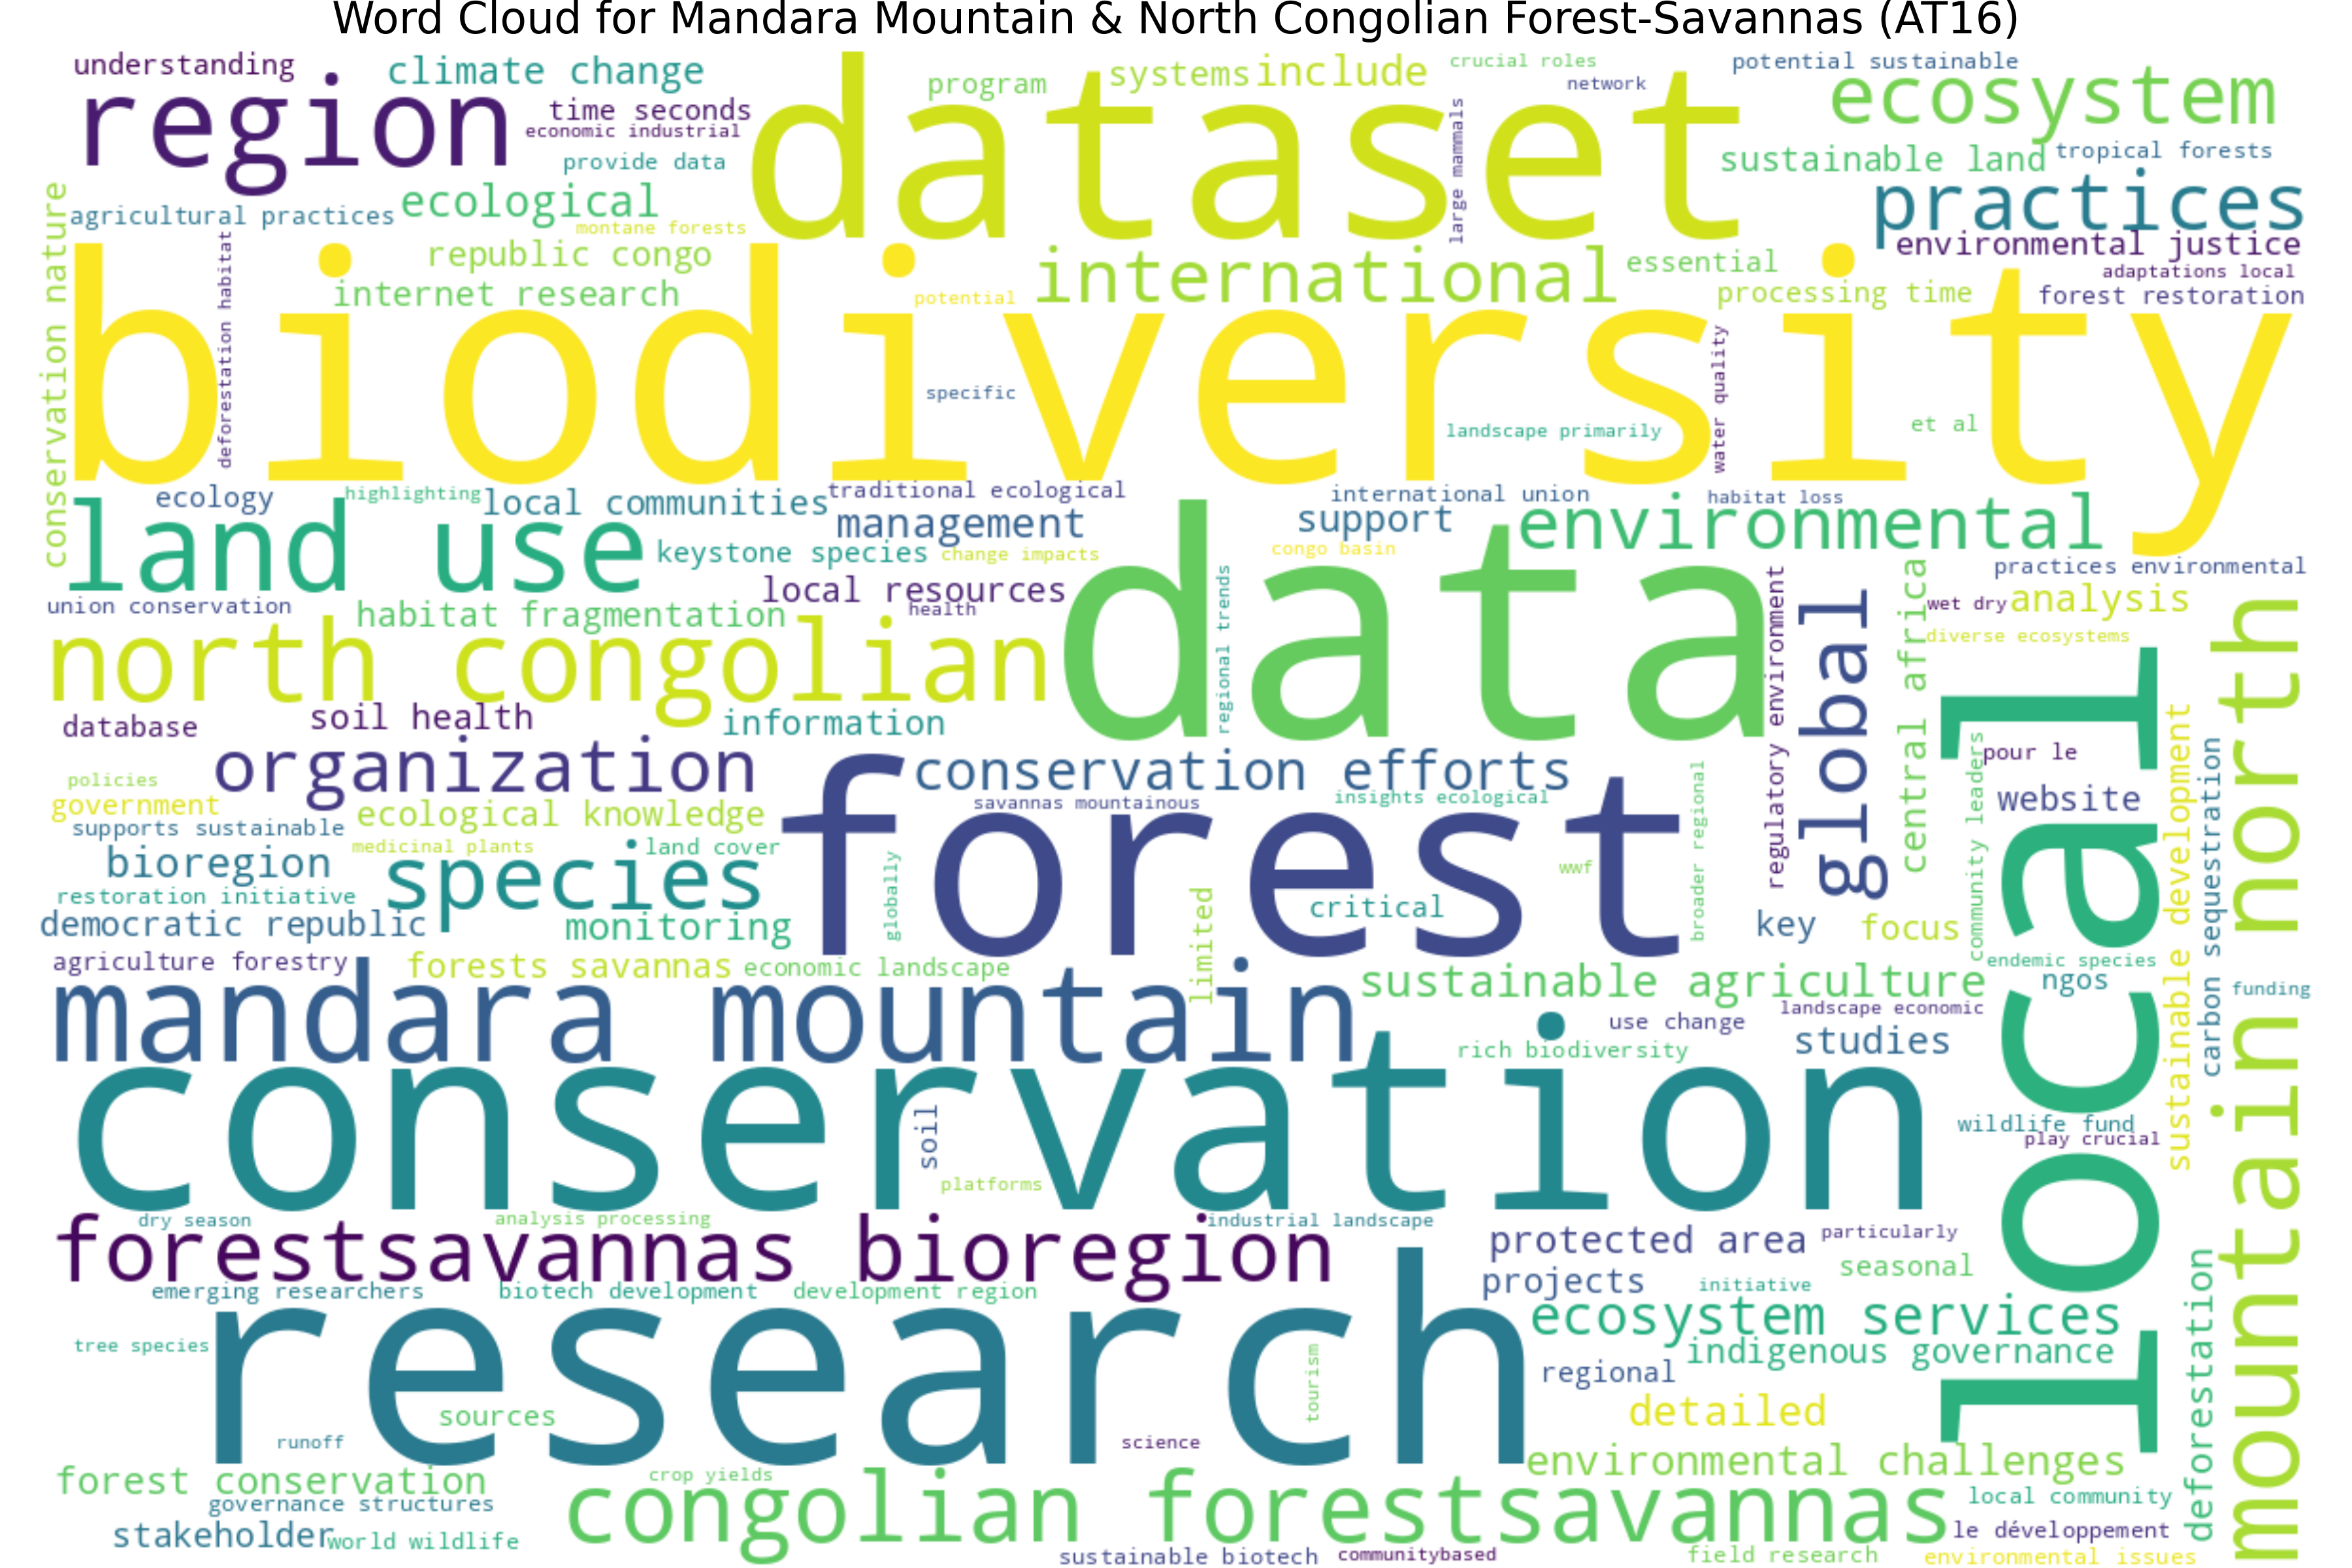 Word Cloud for Mandara Mountain & North Congolian Forest-Savannas (AT16)
understanding
climate change
region
time seconds
economic industrial
provide data
dataset
program
systems
include
crucial roles
network
large mammals
potential sustainable
ecosystem
sustainable land
tropical forests
practices
environmental justice
adaptations local
forest restoration
conservation nature
agricultural practices
ecological
montane forests
deforestation habitat
republic congo
internet research
international
essential
processing time
potential
biodiversity
specific
landscape primarily
water quality
et al
ecology
highlighting
local communities
traditional ecological
international union
habitat loss
land use
management
support
environmental
keystone species
change impacts
congo basin
practices environmental
local resources
health
union conservation
habitat fragmentation
data
regional trends
regulatory environment
global
central africa
wet dry
analysis
diverse ecosystems
north congolian
database
soil health
information
local
pour le
website
community leaders
sustainable development
carbon sequestration
mountain north
organization
conservation efforts
policies
government
ecological knowledge
savannas mountainous
insights ecological
supports sustainable
forest
broader regional
bioregion
medicinal plants
land cover
species
globally
wwf
restoration initiative
democratic republic
monitoring
limited
critical
key
focus
agriculture forestry
forests savannas
economic landscape
sustainable agriculture
endemic species
ngos
funding
mandara mountain
landscape economic
use change
studies
rich biodiversity
conservation
soil
platforms
wildlife fund
play crucial
dry season
analysis processing
industrial landscape
forestsavannas bioregion
protected area
particularly
seasonal
projects
initiative
emerging researchers
biotech development
development region
research
ecosystem services
indigenous governance
regional
tree species
tourism
detailed
deforestation
sources
runoff
science
environmental challenges
forest conservation
crop yields
governance structures
congolian forestsavannas
local community
stakeholder
world wildlife
le développement
sustainable biotech
communitybased
field research
environmental issues